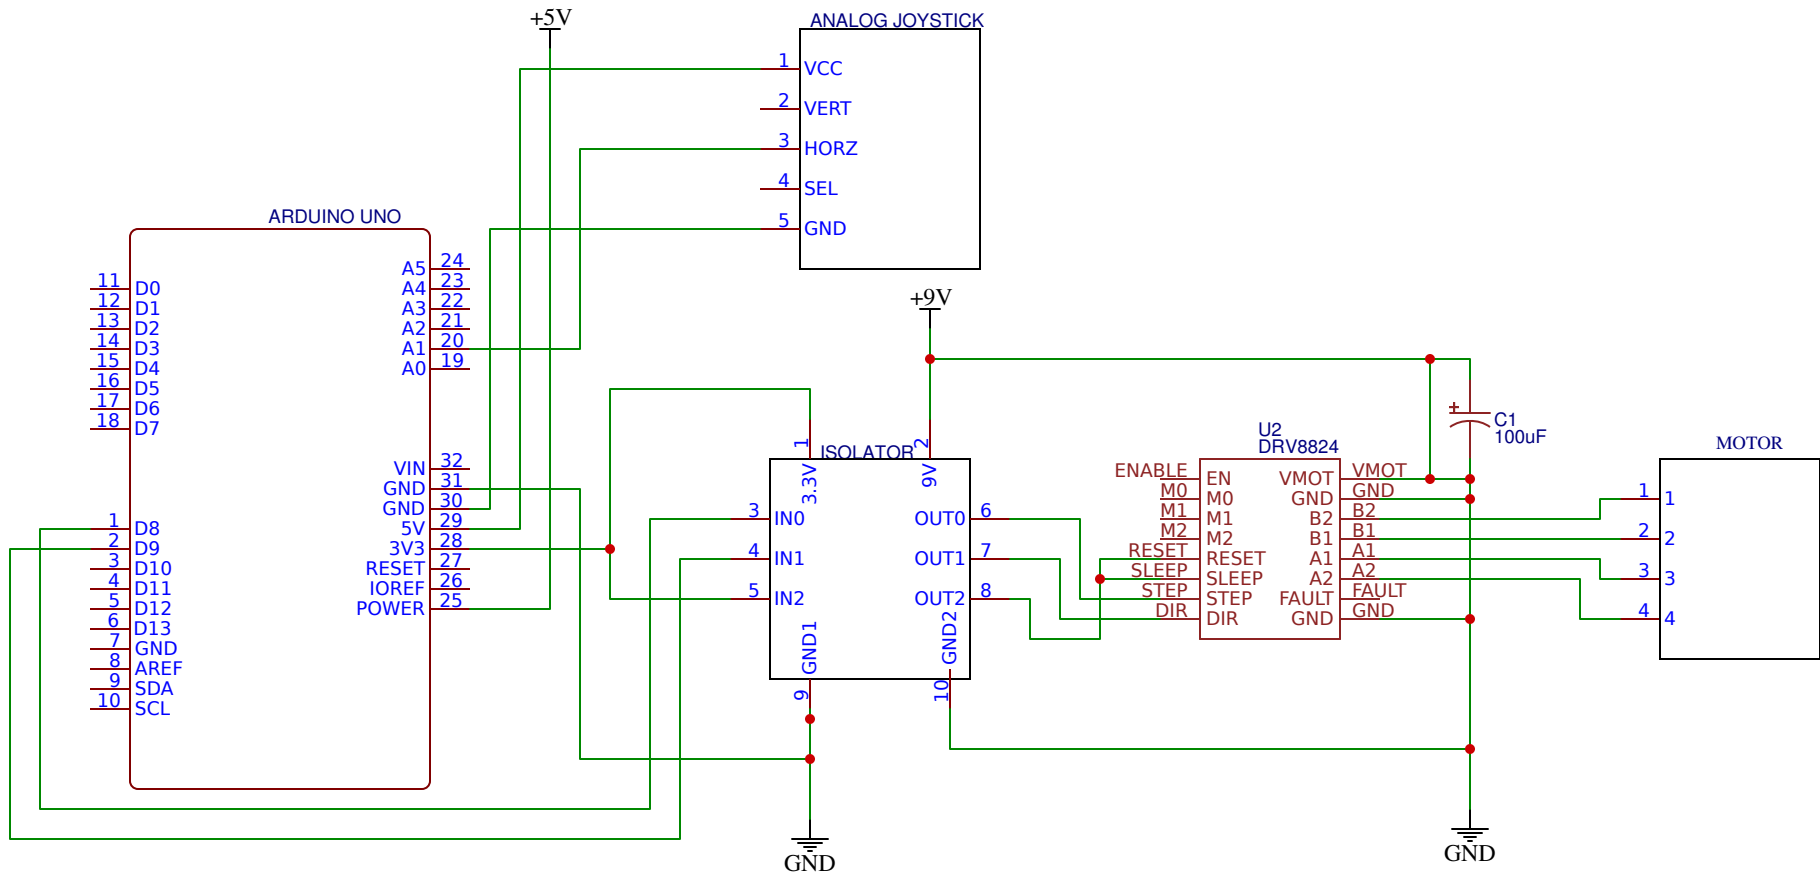 +5V
ANALOG JOYSTICK
1 VCC
2 VERT
3 HORZ
4 SEL
5 GND
ARDUINO UNO
11 D0
12 D1
13 D2
14 D3
15 D4
16 D5
17 D6
18 D7
1 D8
2 D9
3 D10
4 D11
5 D12
6 D13
7 GND
8 AREF
9 SDA
10 SCL
A5 24
A4 23
A3 22
A2 21
A1 20
A0 19
VIN 32
GND 31
GND 30
5V 29
3V3 28
RESET 27
IOREF 26
POWER 25
+9V
ISOLATOR
1 3.3V
2 9V
3 IN0
4 IN1
5 IN2
OUT0 6
OUT1 7
OUT2 8
GND1 9
GND2 10
GND
U2
DRV8824
ENABLE EN
M0 M0
M1 M1
M2 M2
RESET RESET
SLEEP SLEEP
STEP STEP
DIR DIR
VMOT VMOT
GND GND
B2 B2
B1 B1
A1 A1
A2 A2
FAULT FAULT
GND GND
+
C1
100uF
GND
MOTOR
1 1
2 2
3 3
4 4